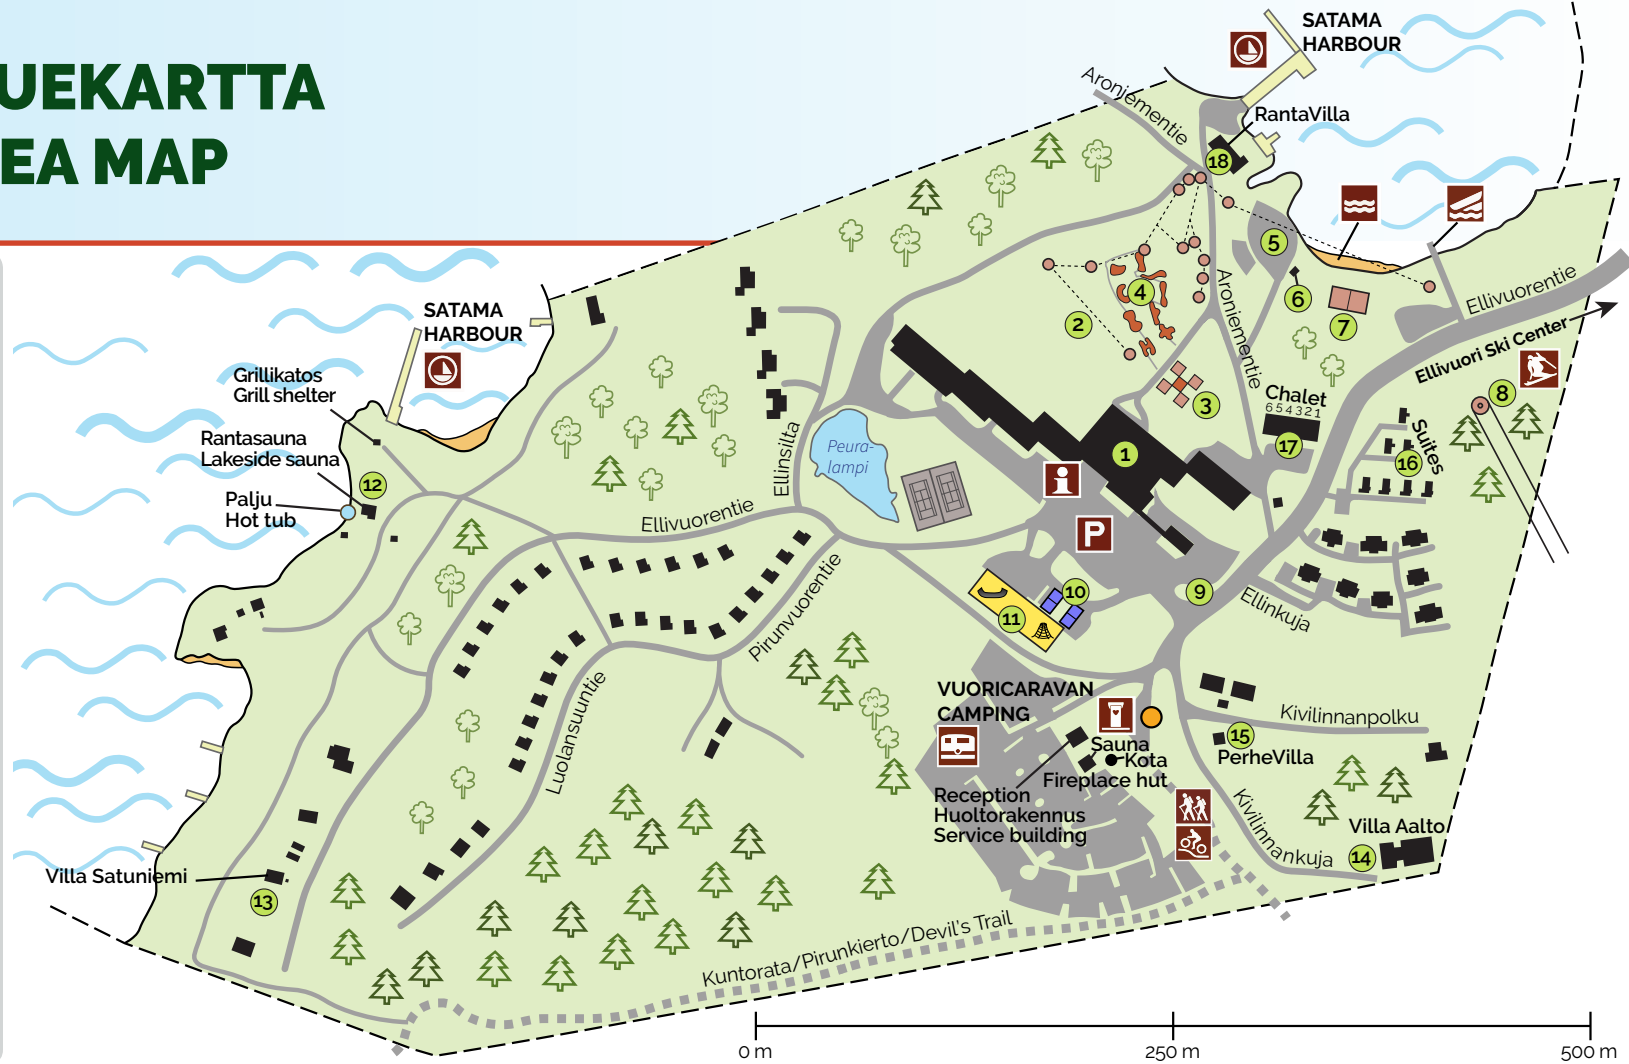 UEKARTTA
EA MAP
SATAMA
HARBOUR
Aroniementie
RantaVilla
18
5
4
6
7
2
Aroniementie
Ellivuorentie
Ellivuori Ski Center
8
3
Chalet
654321
17
Suites
16
SATAMA
HARBOUR
Grillikatos
Grill shelter
Rantasauna
Lakeside sauna
12
Palju
Hot tub
Ellinsilta
Peura-
lampi
1
i
P
Ellivuorentie
Pirunvuorentie
10
11
9
Ellinkuja
Luolansuuntie
VUORICARAVAN
CAMPING
Sauna
Kota
Fireplace hut
Reception
Huoltorakennus
Service building
Kivilinnanpolku
15
PerheVilla
Kivilinnankuja
Villa Aalto
14
Villa Satuniemi
13
Kuntorata/Pirunkierto/Devil's Trail
0 m
250 m
500 m